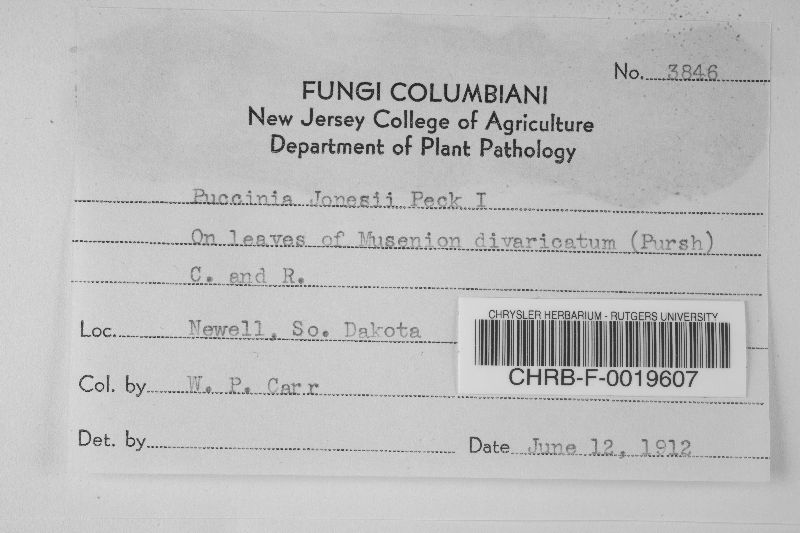 No. 3846
FUNGI COLUMBIANI
New Jersey College of Agriculture
Department of Plant Pathology
Puccinia Jonesii Peck I
On leaves of Musenion divaricatum (Pursh)
C. and R.
Loc. Newell, So. Dakota
CHRYSLER HERBARIUM - RUTGERS UNIVERSITY
CHRB-F-0019607
Col. by W. P. Carr
Det. by
Date June 12, 1912